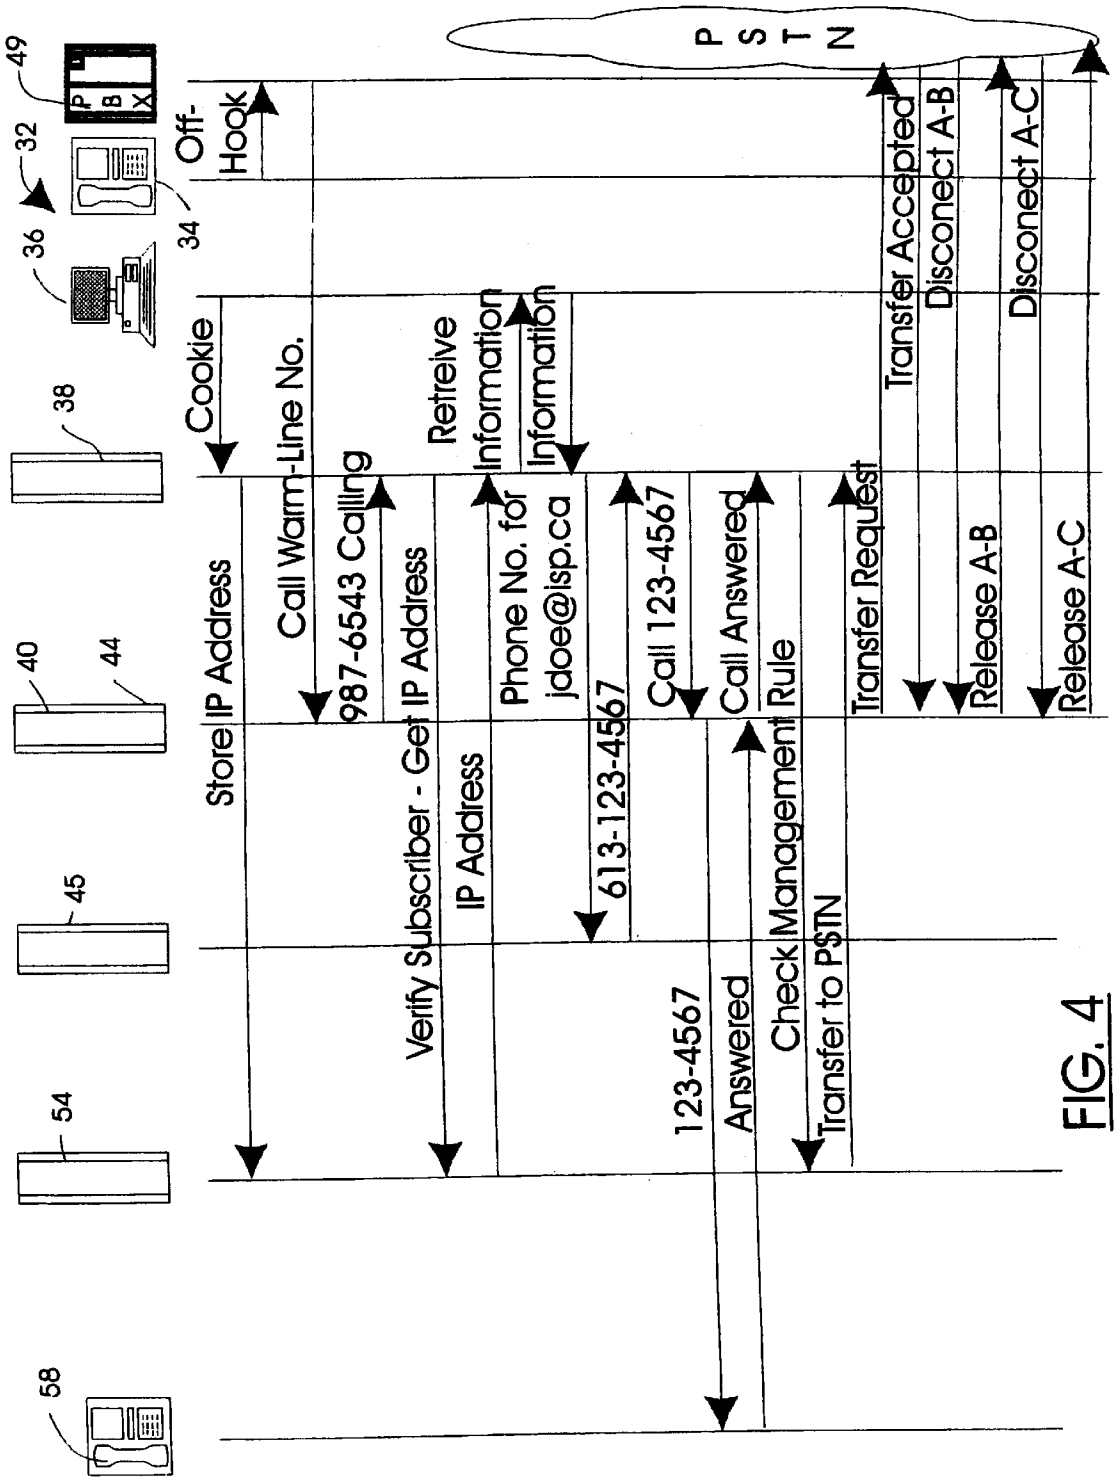 58
54
45
40
44
38
36
32
34
49
P
B
X
P S T N
Cookie
Off-
Hook
Store IP Address
Call Warm-Line No.
987-6543 Calling
Verify Subscriber - Get IP Address
IP Address
Retreive
Information
Information
Phone No. for
jdoe@isp.ca
613-123-4567
Call 123-4567
123-4567
Answered
Call Answered
Check Management Rule
Transfer to PSTN
Transfer Request
Transfer Accepted
Disconect A-B
Release A-B
Disconect A-C
Release A-C
FIG. 4